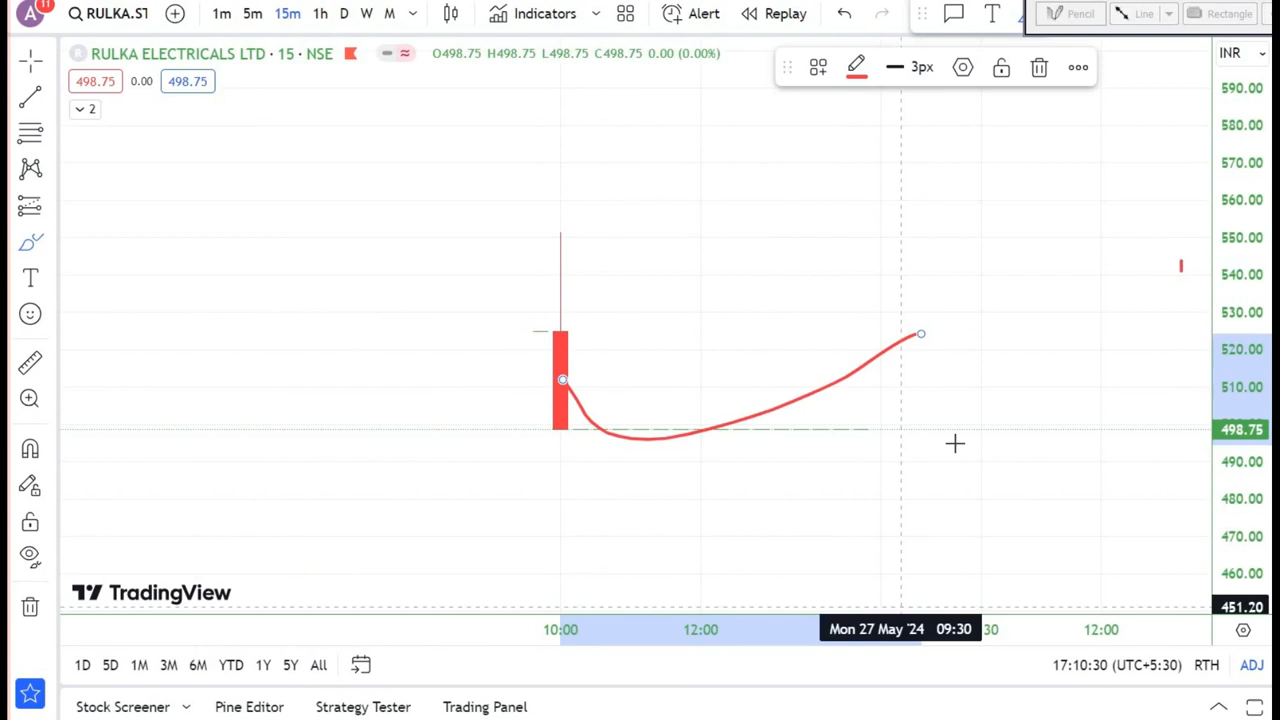 A 11 RULKA.ST 1m 5m 15m 1h D W M Indicators Alert Replay T Pencil Line Rectangle
R RULKA ELECTRICALS LTD · 15 · NSE O498.75 H498.75 L498.75 C498.75 0.00 (0.00%) 3px INR
498.75 0.00 498.75
2
590.00
580.00
570.00
560.00
550.00
540.00
530.00
520.00
510.00
498.75
490.00
480.00
470.00
460.00
451.20
T
TradingView
10:00 12:00 Mon 27 May '24 09:30 30 12:00
1D 5D 1M 3M 6M YTD 1Y 5Y All 17:10:30 (UTC+5:30) RTH ADJ
Stock Screener Pine Editor Strategy Tester Trading Panel